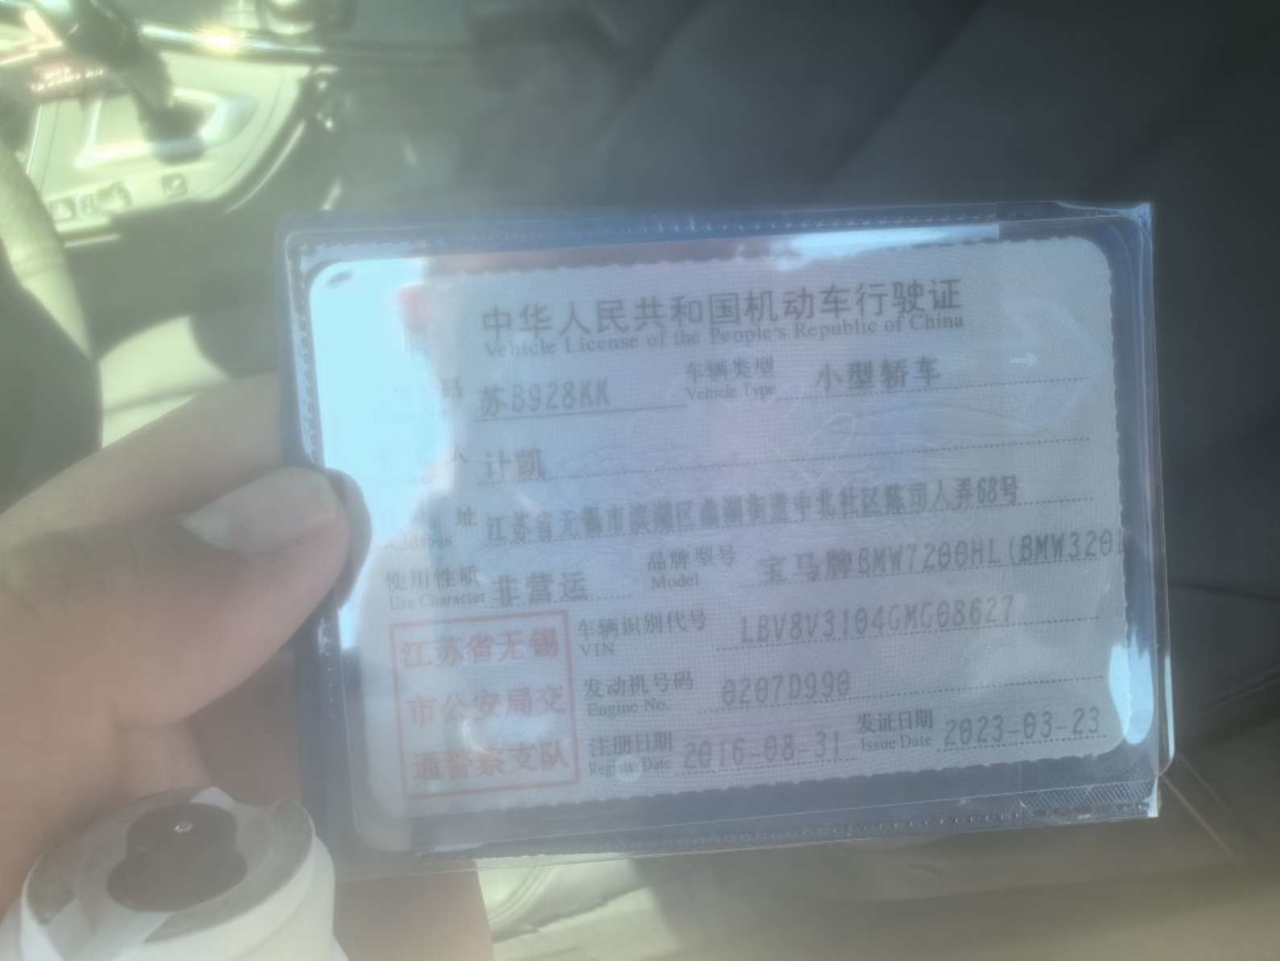 中华人民共和国机动车行驶证
Vehicle License of the People's Republic of China
号 苏B928KK 车辆类型 Vehicle Type 小型轿车
人 计凯
址 Address 江苏省无锡市滨湖区蠡湖街道中北社区陈司人弄68号
使用性质 Use Character 非营运 品牌型号 Model 宝马牌BMW7200HL(BMW320
车辆识别代号 VIN LBV8V3104GMG08627
发动机号码 Engine No. 0207D990
注册日期 Register Date 2016-08-31 发证日期 Issue Date 2023-03-23
江苏省无锡
市公安局交
通警察支队